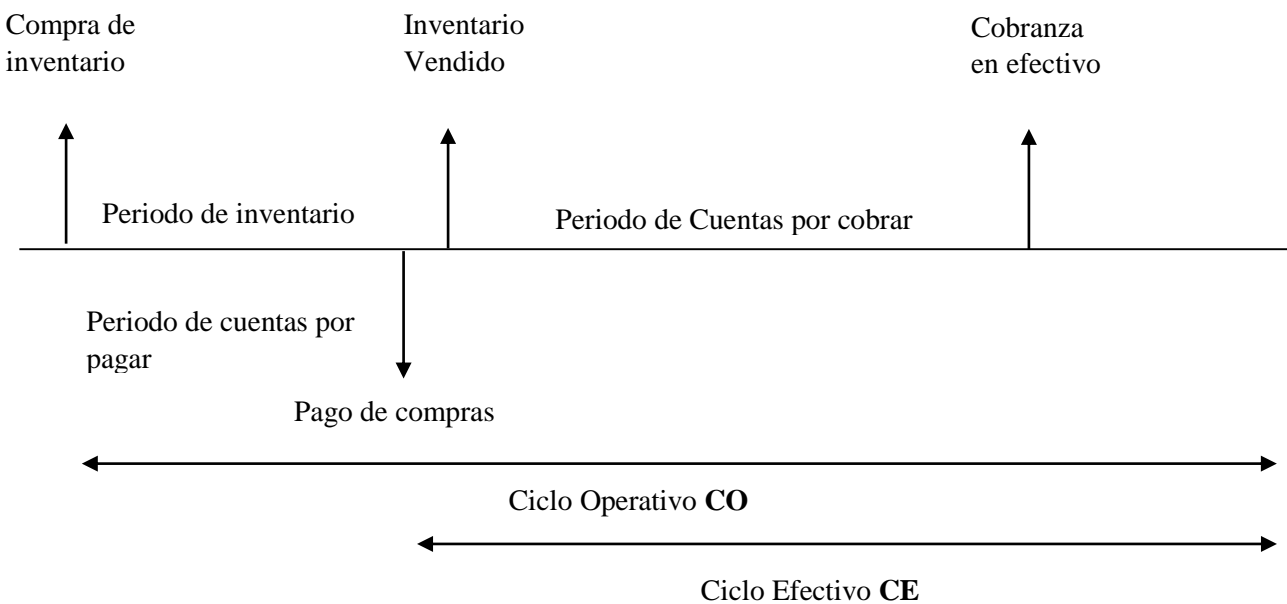 Compra de
inventario
Inventario
Vendido
Cobranza
en efectivo
Periodo de inventario
Periodo de Cuentas por cobrar
Periodo de cuentas por
pagar
Pago de compras
Ciclo Operativo CO
Ciclo Efectivo CE